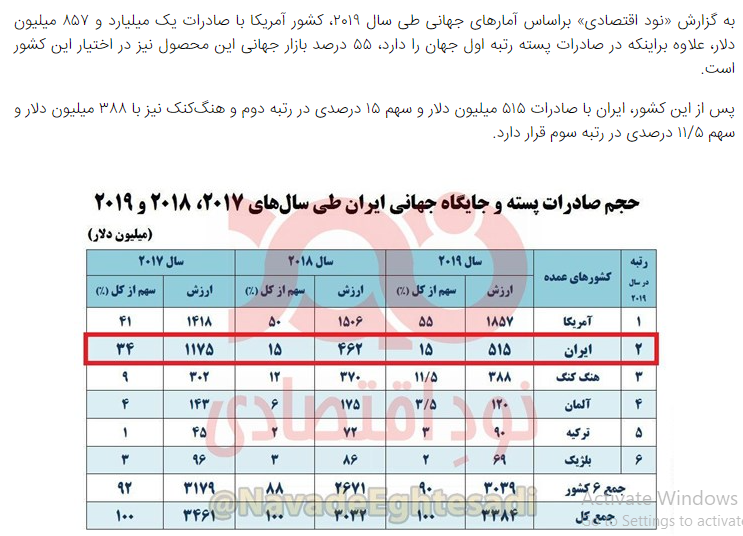 به گزارش «نود اقتصادی» براساس آمارهای جهانی طی سال ۲۰۱۹، کشور آمریکا با صادرات یک میلیارد و ۸۵۷ میلیون
دلار، علاوه براینکه در صادرات پسته رتبه اول جهان را دارد، ۵۵ درصد بازار جهانی این محصول نیز در اختیار این کشور
است.
پس از این کشور، ایران با صادرات ۵۱۵ میلیون دلار و سهم ۱۵ درصدی در رتبه دوم و هنگ‌کنگ نیز با ۳۸۸ میلیون دلار و
سهم ۱۱/۵ درصدی در رتبه سوم قرار دارد.
حجم صادرات پسته و جایگاه جهانی ایران طی سال‌های ۲۰۱۷، ۲۰۱۸ و ۲۰۱۹
(میلیون دلار)
رتبه در سال ۲۰۱۹ کشورهای عمده سال ۲۰۱۹ سال ۲۰۱۸ سال ۲۰۱۷
ارزش سهم از کل (%) ارزش سهم از کل (%) ارزش سهم از کل (%)
۱ آمریکا ۱۸۵۷ ۵۵ ۱۵۰۶ ۵۰ ۱۴۱۸ ۴۱
۲ ایران ۵۱۵ ۱۵ ۴۶۲ ۱۵ ۱۱۷۵ ۳۴
۳ هنگ کنگ ۳۸۸ ۱۱/۵ ۳۷۰ ۱۲ ۳۰۲ ۹
۴ آلمان ۱۲۰ ۳/۵ ۱۷۵ ۶ ۱۴۳ ۴
۵ ترکیه ۹۰ ۳ ۷۲ ۲ ۴۵ ۱
۶ بلژیک ۶۹ ۲ ۸۶ ۳ ۹۶ ۳
جمع ۶ کشور ۳۰۳۹ ۹۰ ۲۶۷۱ ۸۸ ۳۱۷۹ ۹۲
جمع کل ۳۳۸۴ ۱۰۰ ۳۰۳۲ ۱۰۰ ۳۴۶۱ ۱۰۰
نود اقتصادی
@NavadeEghtesadi
Activate Windows
Go to Settings to activate